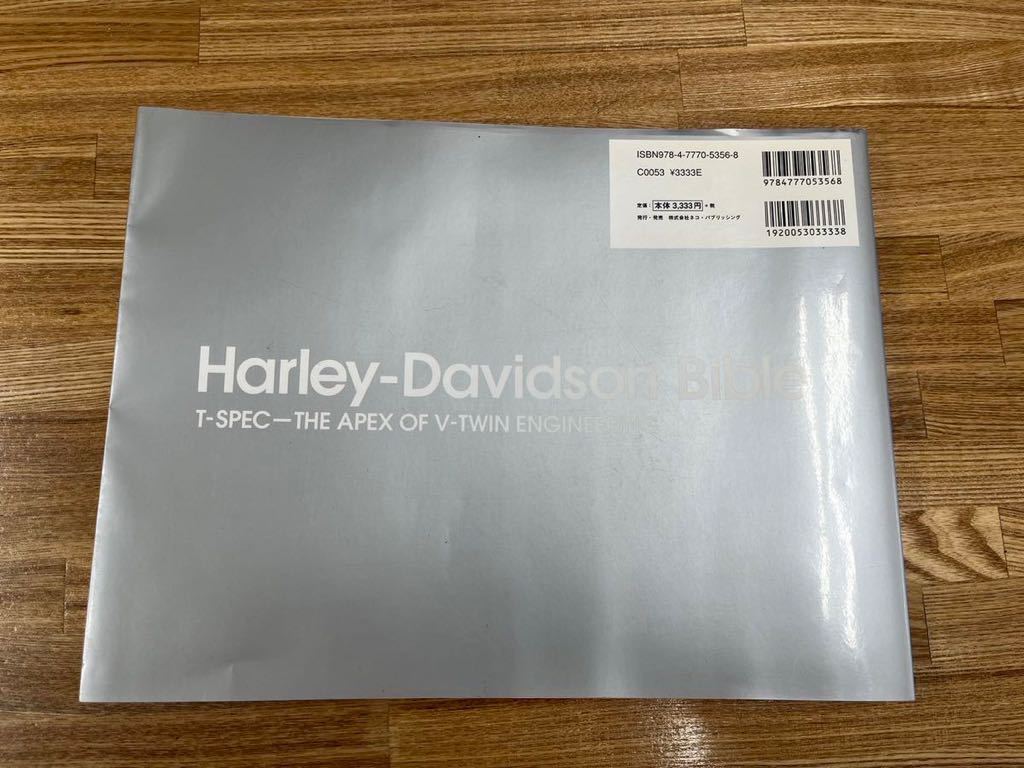 ISBN978-4-7770-5356-8
C0053 ¥3333E
9784777053568
定価：本体3,333円+税
発行・発売 株式会社ネコ・パブリッシング
1920053033338
Harley-Davidson Bible
T-SPEC—THE APEX OF V-TWIN ENGINEERING